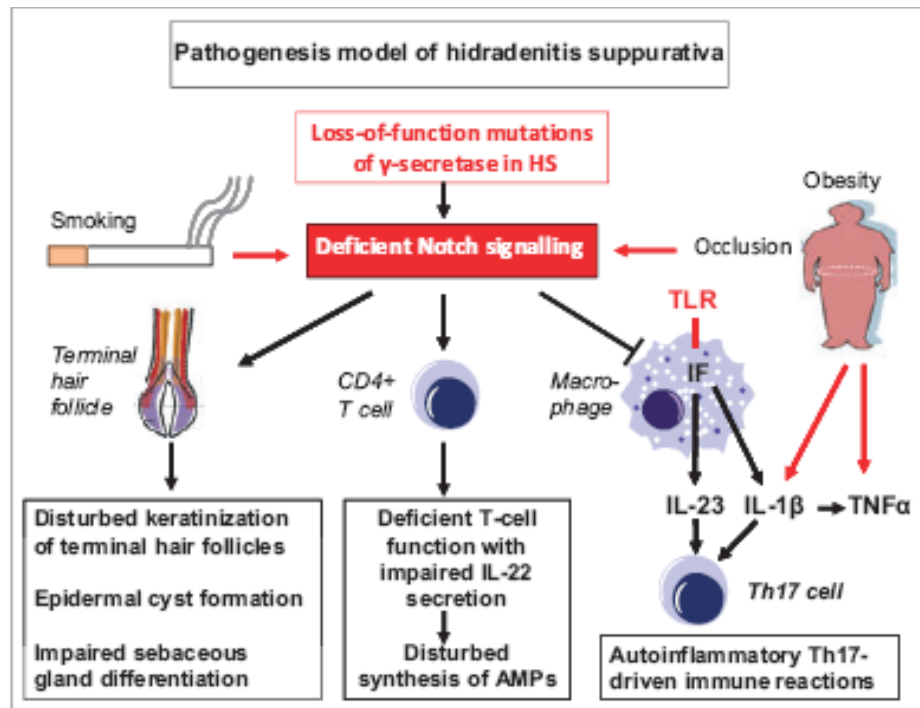 Pathogenesis model of hidradenitis suppurativa
Loss-of-function mutations
of γ-secretase in HS
Obesity
Smoking
Deficient Notch signalling
Occlusion
TLR
Terminal
hair
follicle
CD4+
T cell
Macro-
phage
IF
IL-23
IL-1β
TNFα
Th17 cell
Disturbed keratinization
of terminal hair follicles
Epidermal cyst formation
Impaired sebaceous
gland differentiation
Deficient T-cell
function with
impaired IL-22
secretion
Disturbed
synthesis of AMPs
Autoinflammatory Th17-
driven immune reactions